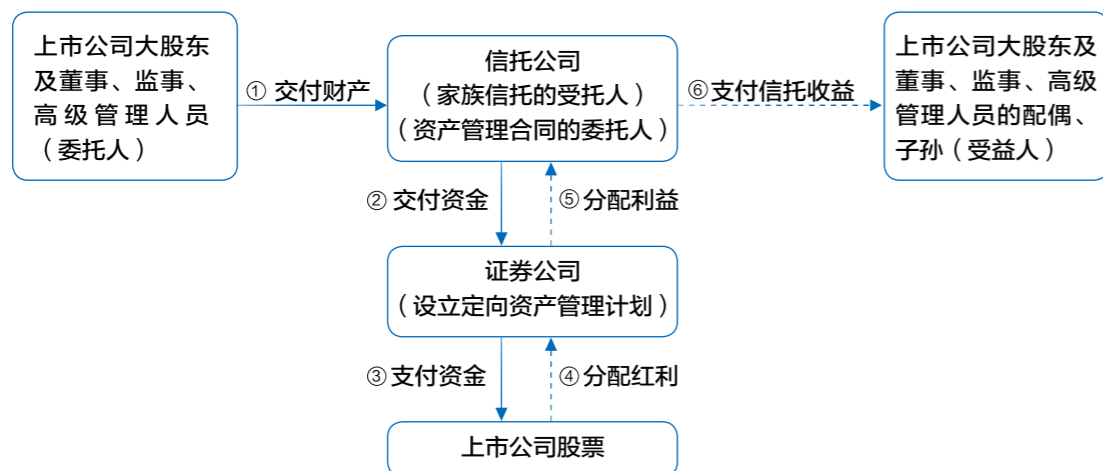 上市公司大股东
及董事、监事、
高级管理人员
（委托人）
① 交付财产
信托公司
（家族信托的受托人）
（资产管理合同的委托人）
⑥支付信托收益
上市公司大股东及
董事、监事、高级
管理人员的配偶、
子孙（受益人）
② 交付资金
⑤分配利益
证券公司
（设立定向资产管理计划）
③ 支付资金
④分配红利
上市公司股票